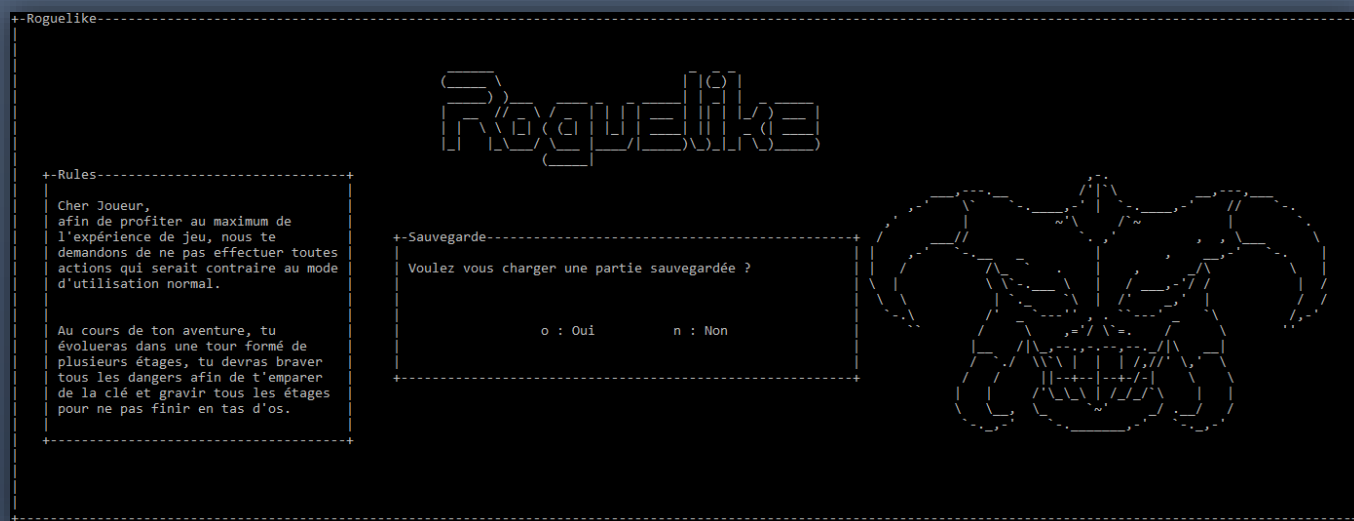 Roguelike
Roguelike
Rules
Cher Joueur,
afin de profiter au maximum de
l'expérience de jeu, nous te
demandons de ne pas effectuer toutes
actions qui serait contraire au mode
d'utilisation normal.
Au cours de ton aventure, tu
évolueras dans une tour formé de
plusieurs étages, tu devras braver
tous les dangers afin de t'emparer
de la clé et gravir tous les étages
pour ne pas finir en tas d'os.
Sauvegarde
Voulez vous charger une partie sauvegardée ?
o : Oui n : Non